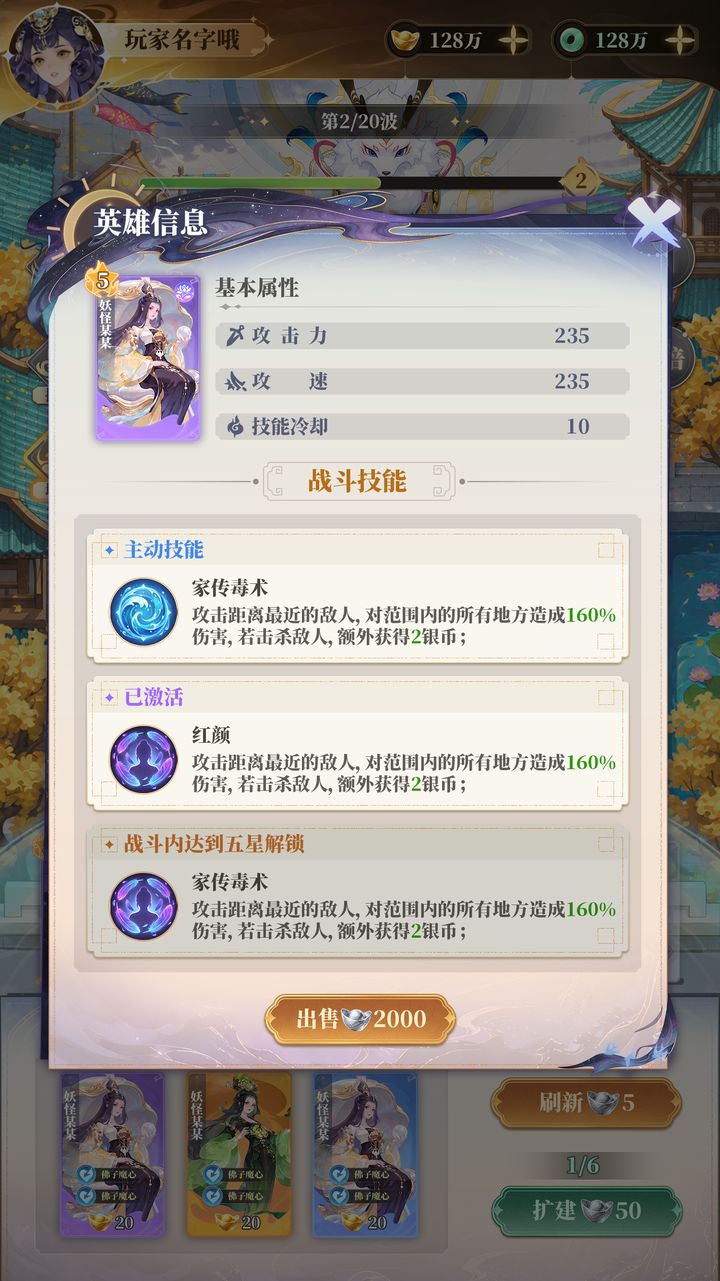 玩家名字哦
128万
128万
第2/20波
2
英雄信息
5
妖怪某某
基本属性
攻击力 235
攻速 235
技能冷却 10
战斗技能
主动技能
家传毒术
攻击距离最近的敌人, 对范围内的所有地方造成160%
伤害, 若击杀敌人, 额外获得2银币;
已激活
红颜
攻击距离最近的敌人, 对范围内的所有地方造成160%
伤害, 若击杀敌人, 额外获得2银币;
战斗内达到五星解锁
家传毒术
攻击距离最近的敌人, 对范围内的所有地方造成160%
伤害, 若击杀敌人, 额外获得2银币;
出售2000
妖怪某某
佛子魔心
佛子魔心
20
妖怪某某
佛子魔心
佛子魔心
20
妖怪某某
佛子魔心
佛子魔心
20
刷新5
1/6
扩建50